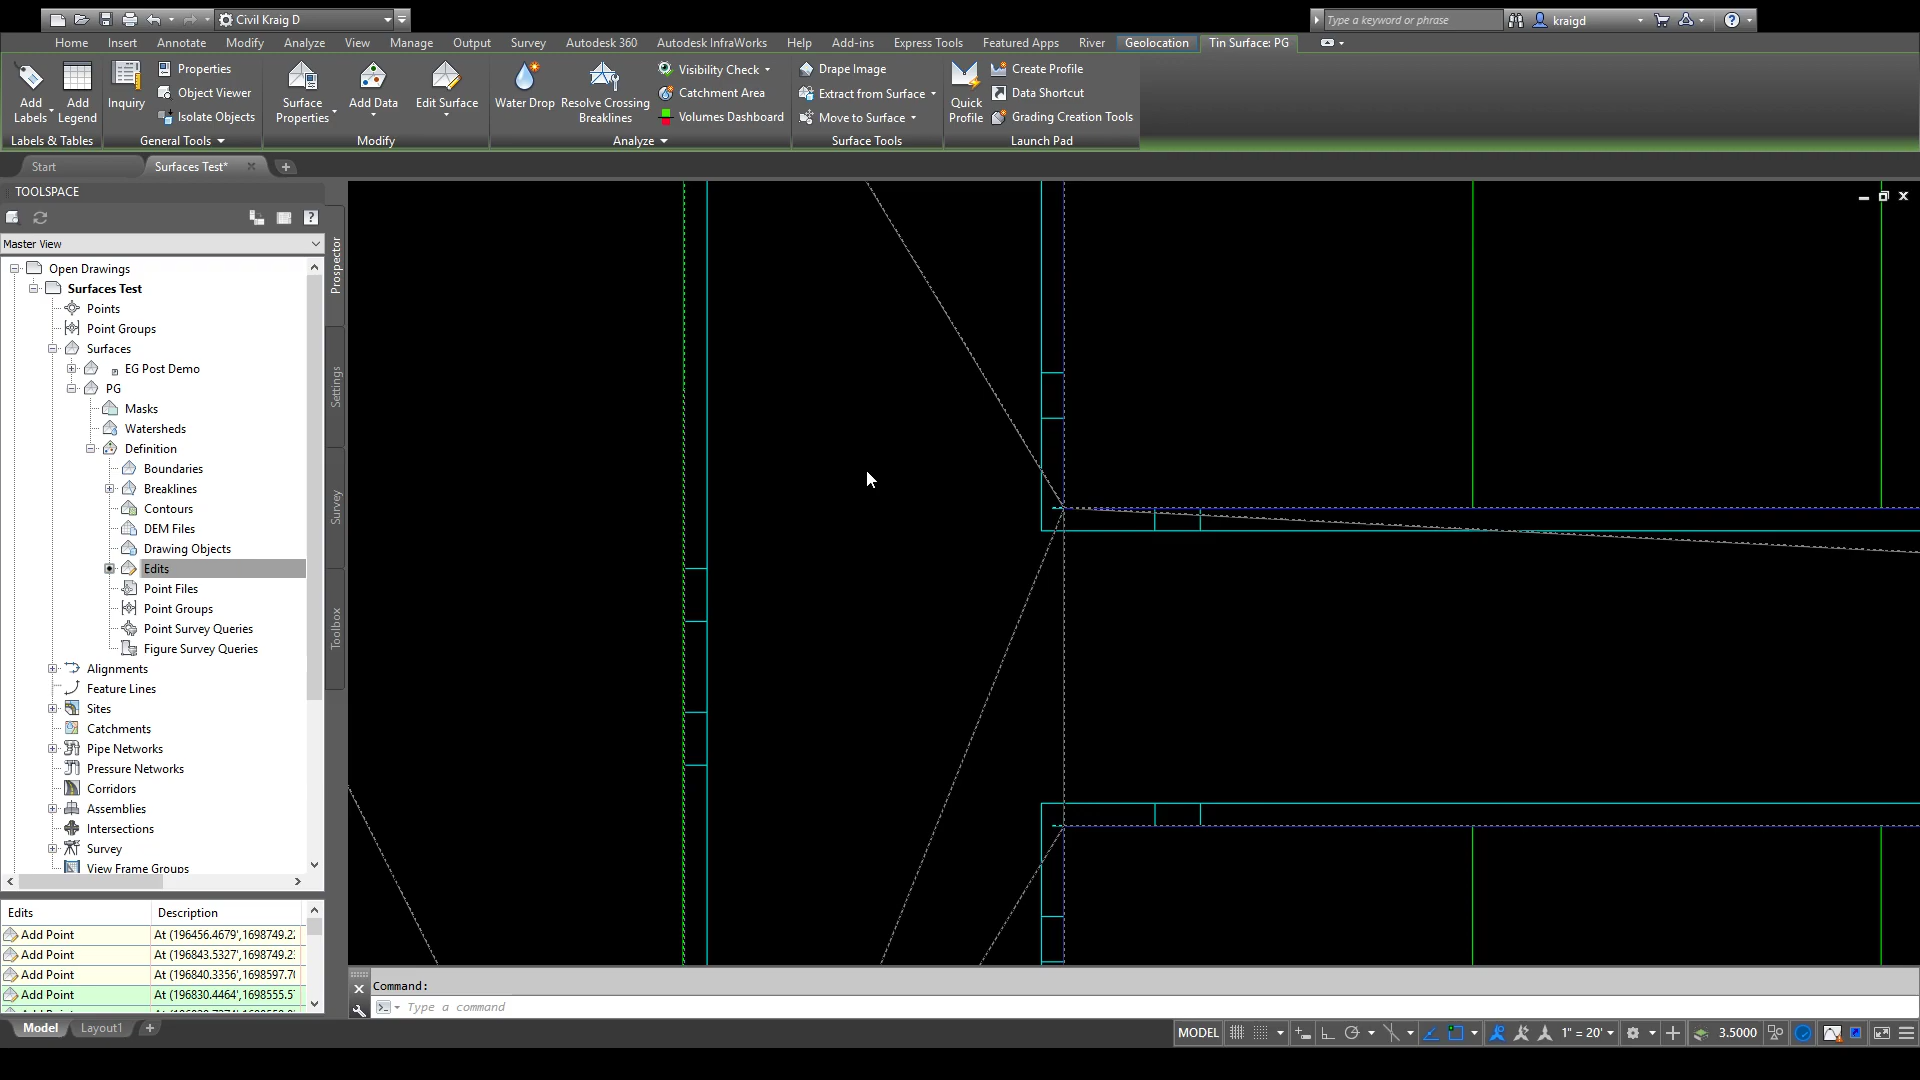 Civil Kraig D
Type a keyword or phrase
kraigd
Home Insert Annotate Modify Analyze View Manage Output Survey Autodesk 360 Autodesk InfraWorks Help Add-ins Express Tools Featured Apps River Geolocation Tin Surface: PG
Add Labels
Add Legend
Labels & Tables
Inquiry
Properties
Object Viewer
Isolate Objects
General Tools
Surface Properties
Add Data
Edit Surface
Modify
Water Drop
Resolve Crossing Breaklines
Visibility Check
Catchment Area
Volumes Dashboard
Analyze
Drape Image
Extract from Surface
Move to Surface
Surface Tools
Quick Profile
Create Profile
Data Shortcut
Grading Creation Tools
Launch Pad
Start
Surfaces Test*
TOOLSPACE
Master View
Open Drawings
Surfaces Test
Points
Point Groups
Surfaces
EG Post Demo
PG
Masks
Watersheds
Definition
Boundaries
Breaklines
Contours
DEM Files
Drawing Objects
Edits
Point Files
Point Groups
Point Survey Queries
Figure Survey Queries
Alignments
Feature Lines
Sites
Catchments
Pipe Networks
Pressure Networks
Corridors
Assemblies
Intersections
Survey
View Frame Groups
Prospector
Settings
Survey
Toolbox
Edits Description
Add Point At (196456.4679',1698749.2
Add Point At (196843.5327',1698749.2
Add Point At (196840.3356',1698597.7
Add Point At (196830.4464',1698555.5
Command:
Type a command
Model Layout1
MODEL 1" = 20' 3.5000